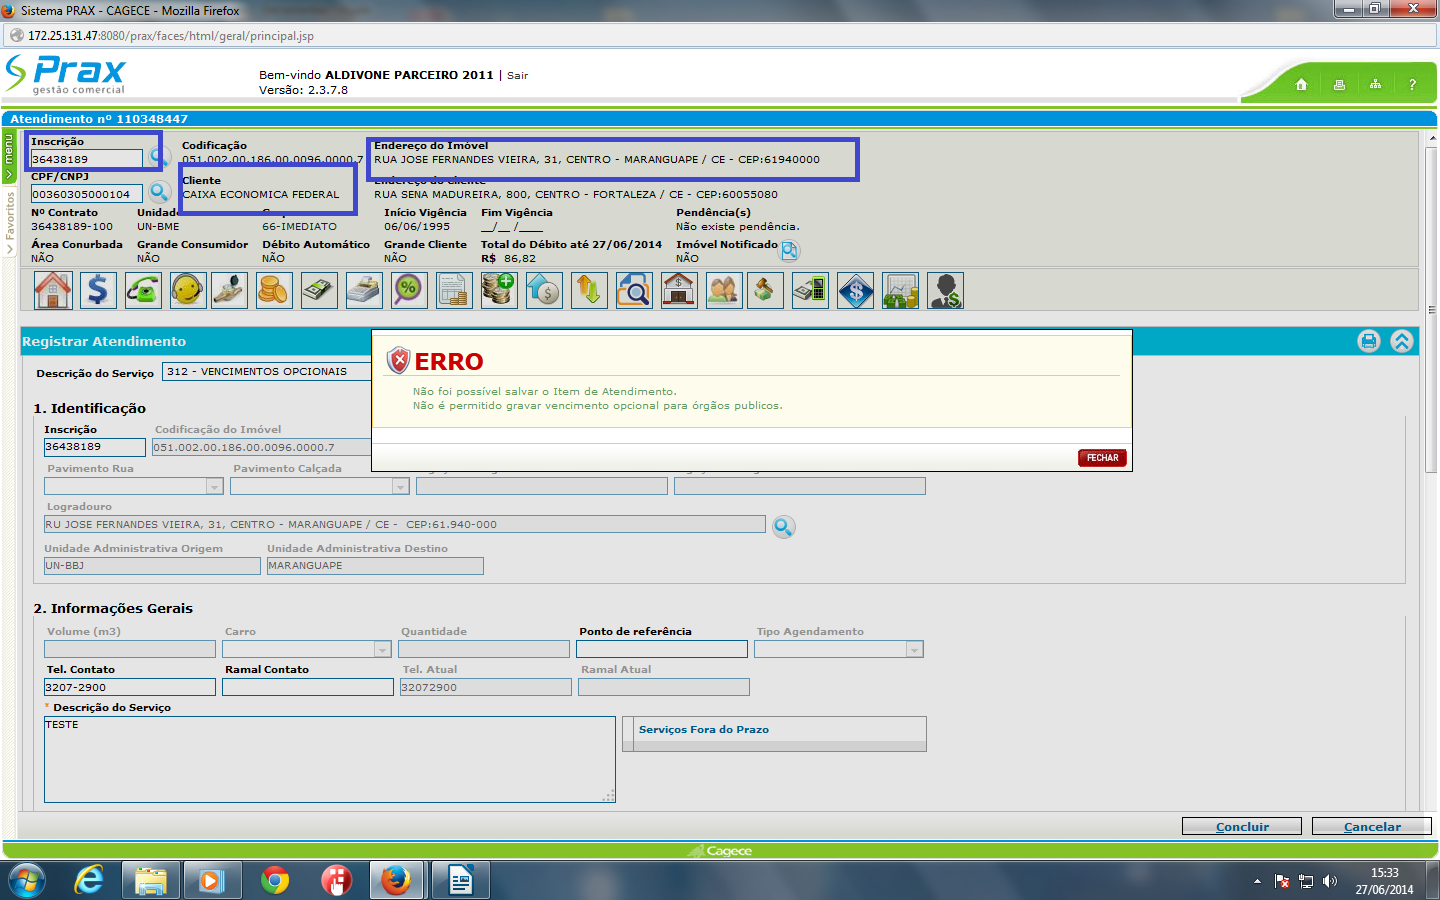 Sistema PRAX - CAGECE - Mozilla Firefox
172.25.131.47:8080/prax/faces/html/geral/principal.jsp
Prax
gestão comercial
Bem-vindo ALDIVONE PARCEIRO 2011 | Sair
Versão: 2.3.7.8
?
Atendimento nº 110348447
menu
Favoritos
Inscrição
36438189
Codificação
051.002.00.186.00.0096.0000.7
Endereço do Imóvel
RUA JOSE FERNANDES VIEIRA, 31, CENTRO - MARANGUAPE / CE - CEP:61940000
CPF/CNPJ
00360305000104
Cliente
CAIXA ECONOMICA FEDERAL
Endereço do Cliente
RUA SENA MADUREIRA, 800, CENTRO - FORTALEZA / CE - CEP:60055080
Nº Contrato
36438189-100
Unidade
UN-BME
66-IMEDIATO
Início Vigência
06/06/1995
Fim Vigência
__/__ /____
Pendência(s)
Não existe pendência.
Área Conurbada
NÃO
Grande Consumidor
NÃO
Débito Automático
NÃO
Grande Cliente
NÃO
Total do Débito até 27/06/2014
R$ 86,82
Imóvel Notificado
NÃO
Registrar Atendimento
Descrição do Serviço
312 - VENCIMENTOS OPCIONAIS
ERRO
Não foi possível salvar o Item de Atendimento.
Não é permitido gravar vencimento opcional para órgãos publicos.
FECHAR
1. Identificação
Inscrição
36438189
Codificação do Imóvel
051.002.00.186.00.0096.0000.7
Pavimento Rua
Pavimento Calçada
Logradouro
RU JOSE FERNANDES VIEIRA, 31, CENTRO - MARANGUAPE / CE - CEP:61.940-000
Unidade Administrativa Origem
UN-BBJ
Unidade Administrativa Destino
MARANGUAPE
2. Informações Gerais
Volume (m3)
Carro
Quantidade
Ponto de referência
Tipo Agendamento
Tel. Contato
3207-2900
Ramal Contato
Tel. Atual
32072900
Ramal Atual
* Descrição do Serviço
TESTE
Serviços Fora do Prazo
Concluir
Cancelar
Cagece
15:33
27/06/2014